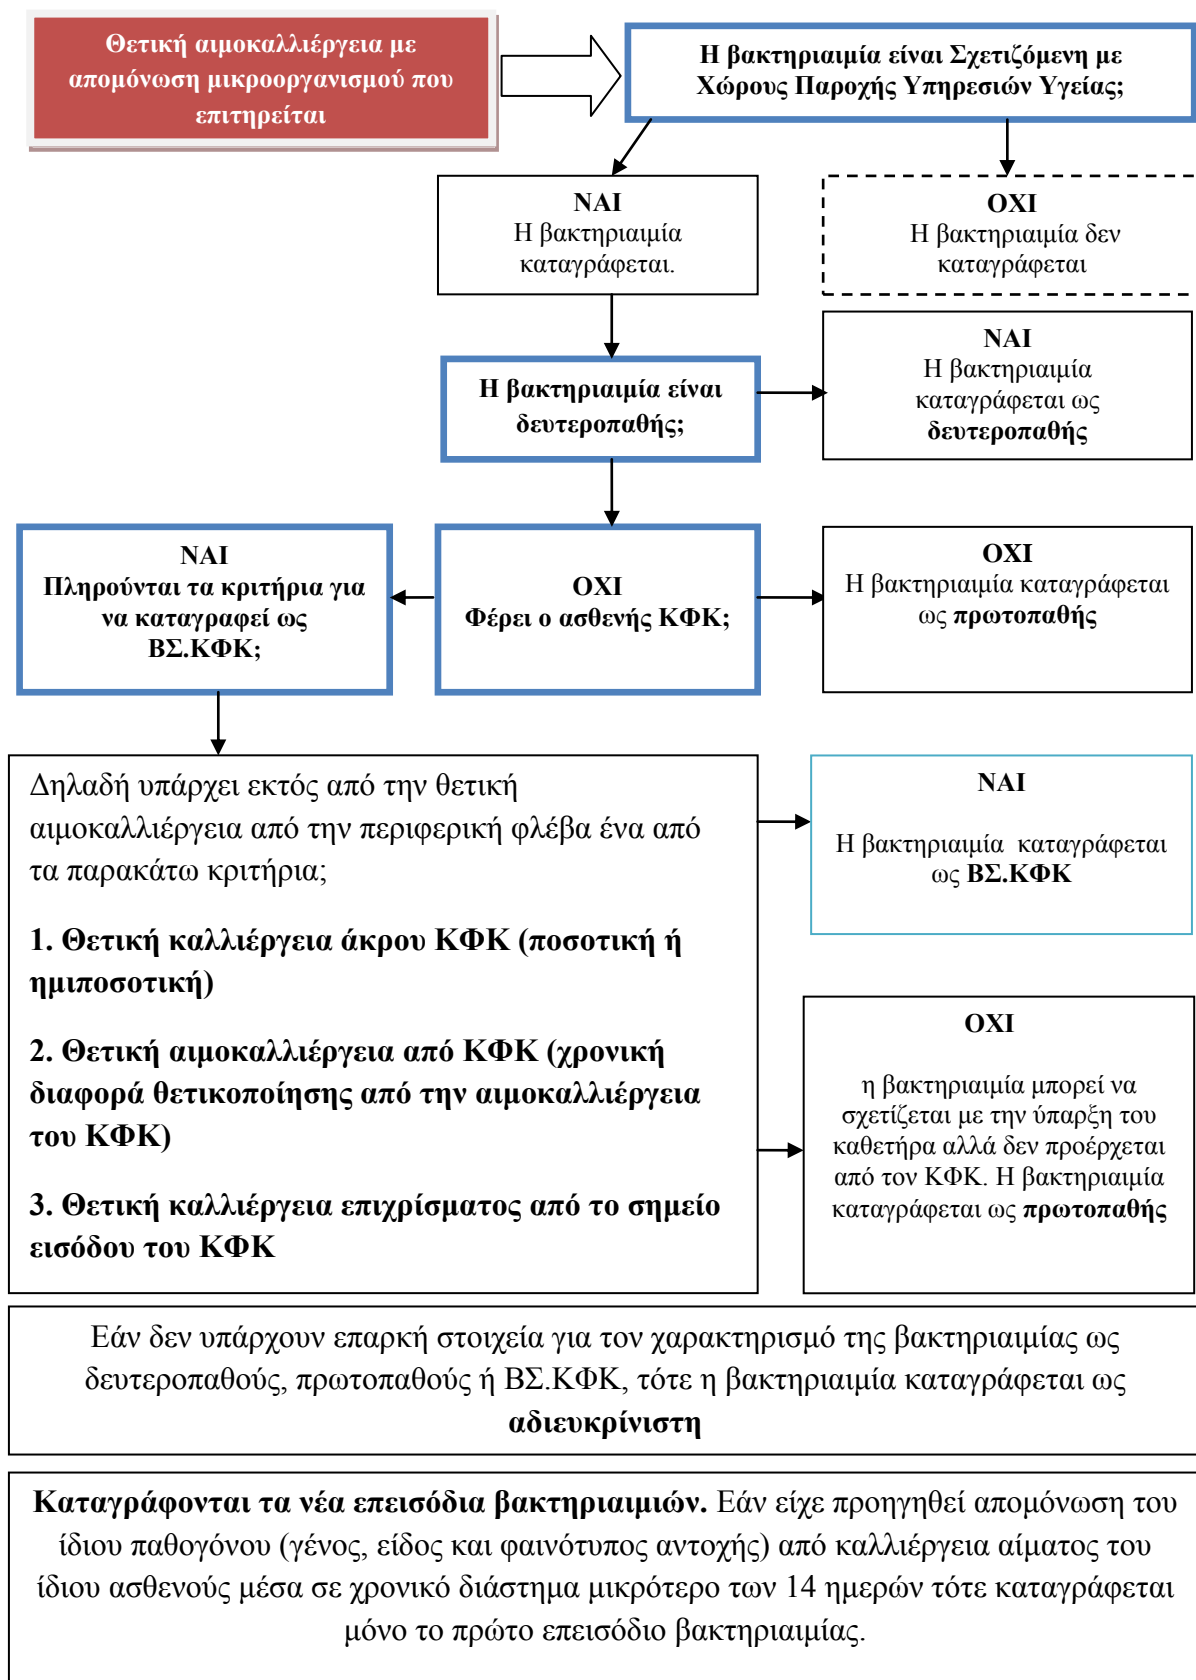 Θετική αιμοκαλλιέργεια με
απομόνωση μικροοργανισμού που
επιτηρείται
Η βακτηριαιμία είναι Σχετιζόμενη με
Χώρους Παροχής Υπηρεσιών Υγείας;
ΝΑΙ
Η βακτηριαιμία
καταγράφεται.
ΟΧΙ
Η βακτηριαιμία δεν
καταγράφεται
Η βακτηριαιμία είναι
δευτεροπαθής;
ΝΑΙ
Η βακτηριαιμία
καταγράφεται ως
δευτεροπαθής
ΝΑΙ
Πληρούνται τα κριτήρια για
να καταγραφεί ως
ΒΣ.ΚΦΚ;
ΟΧΙ
Φέρει ο ασθενής ΚΦΚ;
ΟΧΙ
Η βακτηριαιμία καταγράφεται
ως πρωτοπαθής
Δηλαδή υπάρχει εκτός από την θετική
αιμοκαλλιέργεια από την περιφερική φλέβα ένα από
τα παρακάτω κριτήρια;
1. Θετική καλλιέργεια άκρου ΚΦΚ (ποσοτική ή
ημιποσοτική)
2. Θετική αιμοκαλλιέργεια από ΚΦΚ (χρονική
διαφορά θετικοποίησης από την αιμοκαλλιέργεια
του ΚΦΚ)
3. Θετική καλλιέργεια επιχρίσματος από το σημείο
εισόδου του ΚΦΚ
ΝΑΙ
Η βακτηριαιμία καταγράφεται
ως ΒΣ.ΚΦΚ
ΟΧΙ
η βακτηριαιμία μπορεί να
σχετίζεται με την ύπαρξη του
καθετήρα αλλά δεν προέρχεται
από τον ΚΦΚ. Η βακτηριαιμία
καταγράφεται ως πρωτοπαθής
Εάν δεν υπάρχουν επαρκή στοιχεία για τον χαρακτηρισμό της βακτηριαιμίας ως
δευτεροπαθούς, πρωτοπαθούς ή ΒΣ.ΚΦΚ, τότε η βακτηριαιμία καταγράφεται ως
αδιευκρίνιστη
Καταγράφονται τα νέα επεισόδια βακτηριαιμιών. Εάν είχε προηγηθεί απομόνωση του
ίδιου παθογόνου (γένος, είδος και φαινότυπος αντοχής) από καλλιέργεια αίματος του
ίδιου ασθενούς μέσα σε χρονικό διάστημα μικρότερο των 14 ημερών τότε καταγράφεται
μόνο το πρώτο επεισόδιο βακτηριαιμίας.